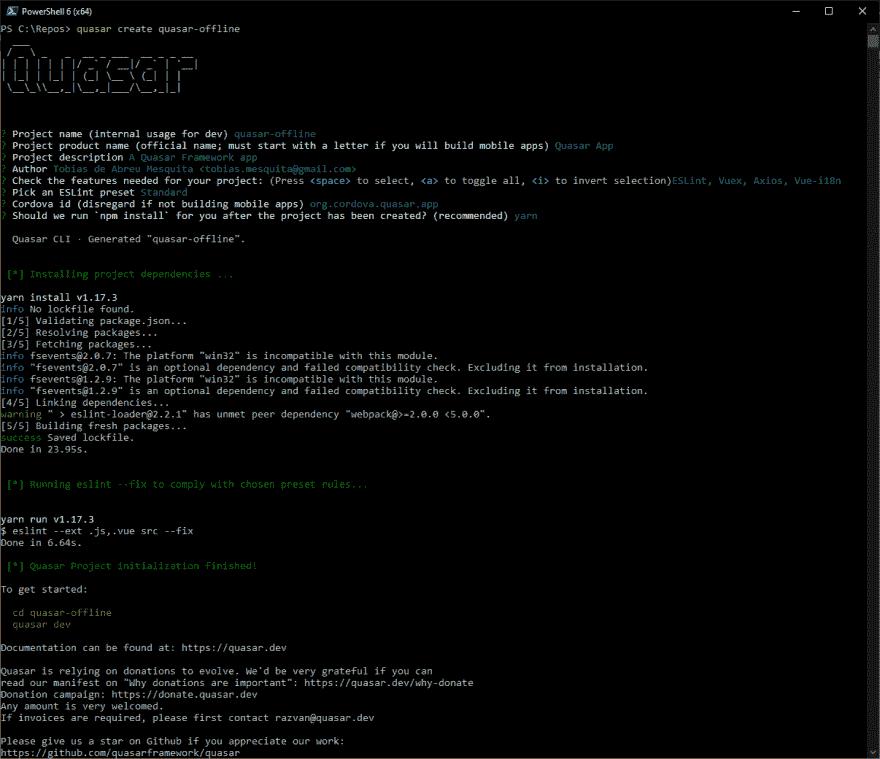 PowerShell 6 (x64)
PS C:\Repos> quasar create quasar-offline
Quasar
? Project name (internal usage for dev) quasar-offline
? Project product name (official name; must start with a letter if you will build mobile apps) Quasar App
? Project description A Quasar Framework app
? Author Tobias de Abreu Mesquita <tobias.mesquita@gmail.com>
? Check the features needed for your project: (Press <space> to select, <a> to toggle all, <i> to invert selection)ESLint, Vuex, Axios, Vue-i18n
? Pick an ESLint preset Standard
? Cordova id (disregard if not building mobile apps) org.cordova.quasar.app
? Should we run `npm install` for you after the project has been created? (recommended) yarn
Quasar CLI · Generated "quasar-offline".
[*] Installing project dependencies ...
yarn install v1.17.3
info No lockfile found.
[1/5] Validating package.json...
[2/5] Resolving packages...
[3/5] Fetching packages...
info fsevents@2.0.7: The platform "win32" is incompatible with this module.
info "fsevents@2.0.7" is an optional dependency and failed compatibility check. Excluding it from installation.
info fsevents@1.2.9: The platform "win32" is incompatible with this module.
info "fsevents@1.2.9" is an optional dependency and failed compatibility check. Excluding it from installation.
[4/5] Linking dependencies...
warning " > eslint-loader@2.2.1" has unmet peer dependency "webpack@>=2.0.0 <5.0.0".
[5/5] Building fresh packages...
success Saved lockfile.
Done in 23.95s.
[*] Running eslint --fix to comply with chosen preset rules...
yarn run v1.17.3
$ eslint --ext .js,.vue src --fix
Done in 6.64s.
[*] Quasar Project initialization finished!
To get started:
cd quasar-offline
quasar dev
Documentation can be found at: https://quasar.dev
Quasar is relying on donations to evolve. We'd be very grateful if you can
read our manifest on "Why donations are important": https://quasar.dev/why-donate
Donation campaign: https://donate.quasar.dev
Any amount is very welcomed.
If invoices are required, please first contact razvan@quasar.dev
Please give us a star on Github if you appreciate our work:
https://github.com/quasarframework/quasar